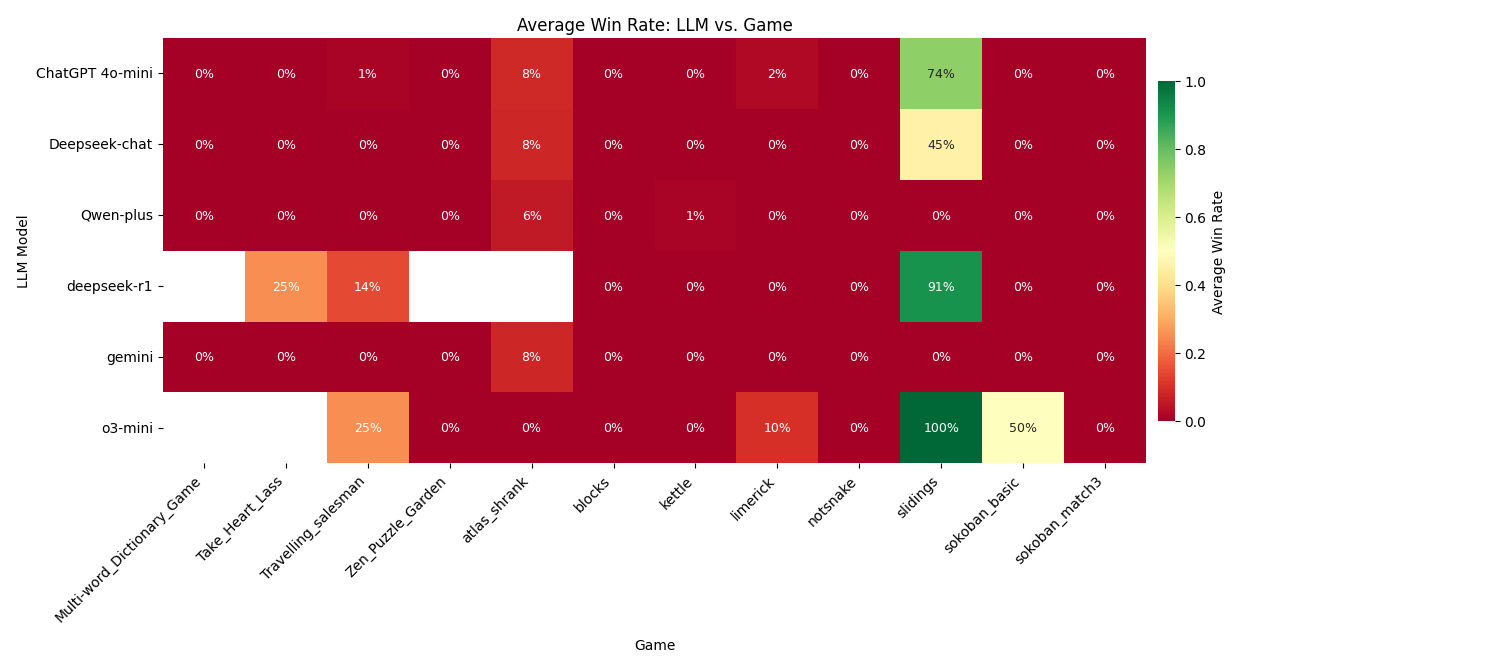 Average Win Rate: LLM vs. Game
LLM Model
ChatGPT 4o-mini 0% 0% 1% 0% 8% 0% 0% 2% 0% 74% 0% 0%
Deepseek-chat 0% 0% 0% 0% 8% 0% 0% 0% 0% 45% 0% 0%
Qwen-plus 0% 0% 0% 0% 6% 0% 1% 0% 0% 0% 0% 0%
deepseek-r1 25% 14% 0% 0% 0% 0% 91% 0% 0%
gemini 0% 0% 0% 0% 8% 0% 0% 0% 0% 0% 0% 0%
o3-mini 25% 0% 0% 0% 0% 10% 0% 100% 50% 0%
Multi-word_Dictionary_Game
Take_Heart_Lass
Travelling_salesman
Zen_Puzzle_Garden
atlas_shrank
blocks
kettle
limerick
notsnake
slidings
sokoban_basic
sokoban_match3
Game
1.0
0.8
0.6
0.4
0.2
0.0
Average Win Rate